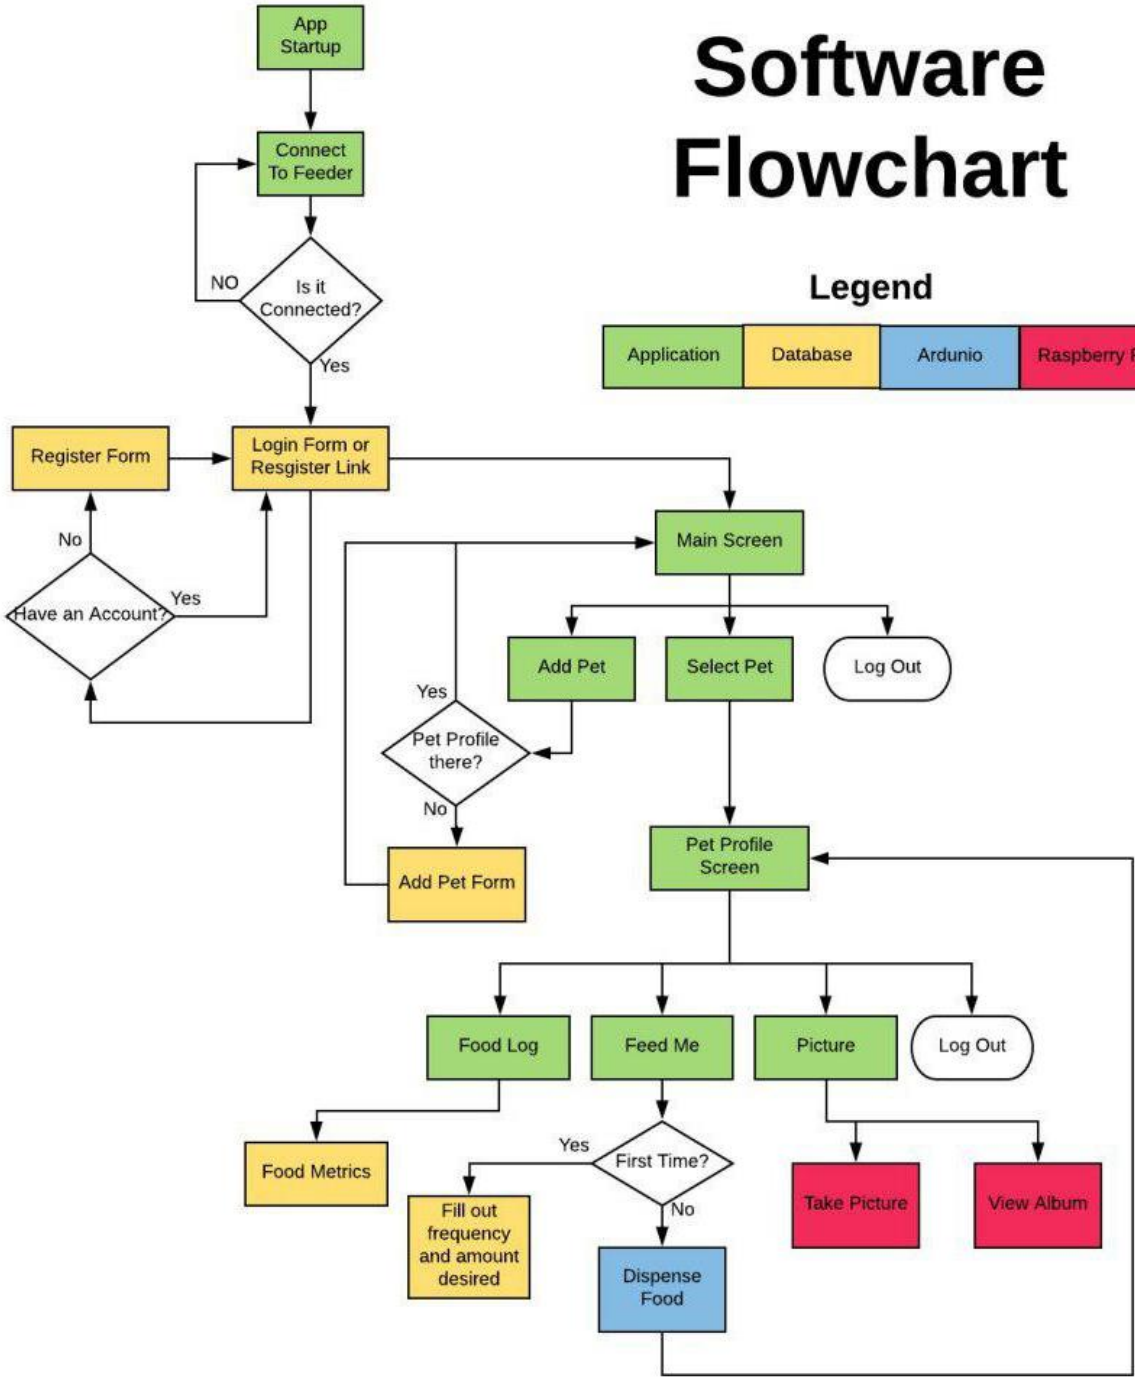 App
Startup
Software
Flowchart
Connect
To Feeder
NO
Is it
Connected?
Yes
Legend
Application
Database
Ardunio
Raspberry
Register Form
Login Form or
Resgister Link
No
Have an Account?
Yes
Main Screen
Add Pet
Select Pet
Log Out
Yes
Pet Profile
there?
No
Add Pet Form
Pet Profile
Screen
Food Log
Feed Me
Picture
Log Out
Food Metrics
Yes
First Time?
No
Fill out
frequency
and amount
desired
Dispense
Food
Take Picture
View Album